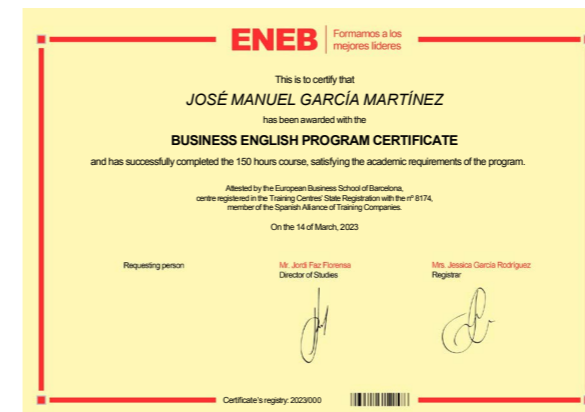 ENEB
Formamos a los
mejores líderes
This is to certify that
JOSÉ MANUEL GARCÍA MARTÍNEZ
has been awarded with the
BUSINESS ENGLISH PROGRAM CERTIFICATE
and has successfully completed the 150 hours course, satisfying the academic requirements of the program.
Attested by the European Business School of Barcelona,
centre registered in the Training Centres' State Registration with the nº 8174,
member of the Spanish Alliance of Training Companies.
On the 14 of March, 2023
Requesting person
Mr. Jordi Faz Florensa
Director of Studies
Mrs. Jessica García Rodríguez
Registrar
Certificate's registry: 2023/000